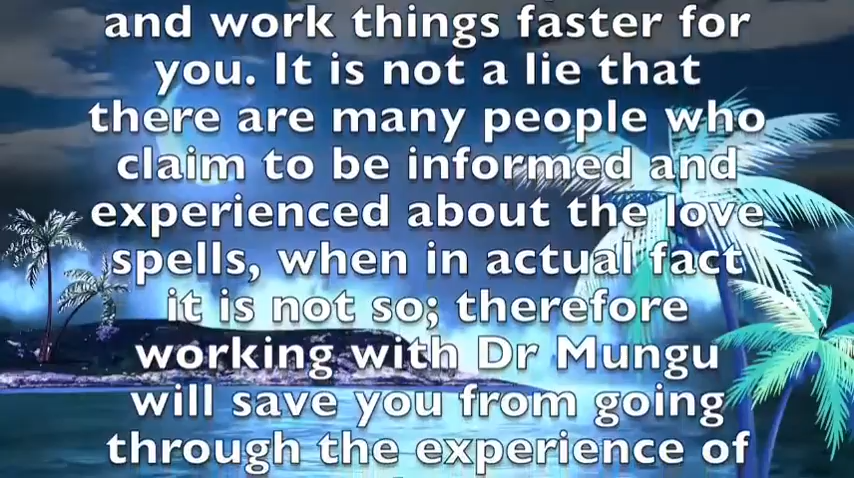 and work things faster for
you. It is not a lie that
there are many people who
claim to be informed and
experienced about the love
spells, when in actual fact
it is not so; therefore
working with Dr Mungu
will save you from going
through the experience of